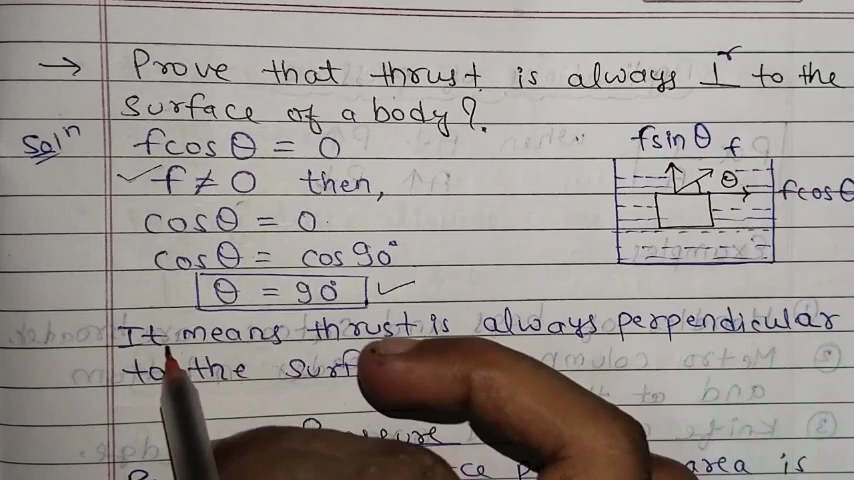 → Prove that thrust is always ⊥r to the
surface of a body?
Solⁿ fcosθ = 0
✓ f ≠ 0 then,
cosθ = 0.
cosθ = cos90°
θ = 90° ✓
fsinθ f
θ
fcosθ
It means thrust is always perpendicular
to the surf
area is